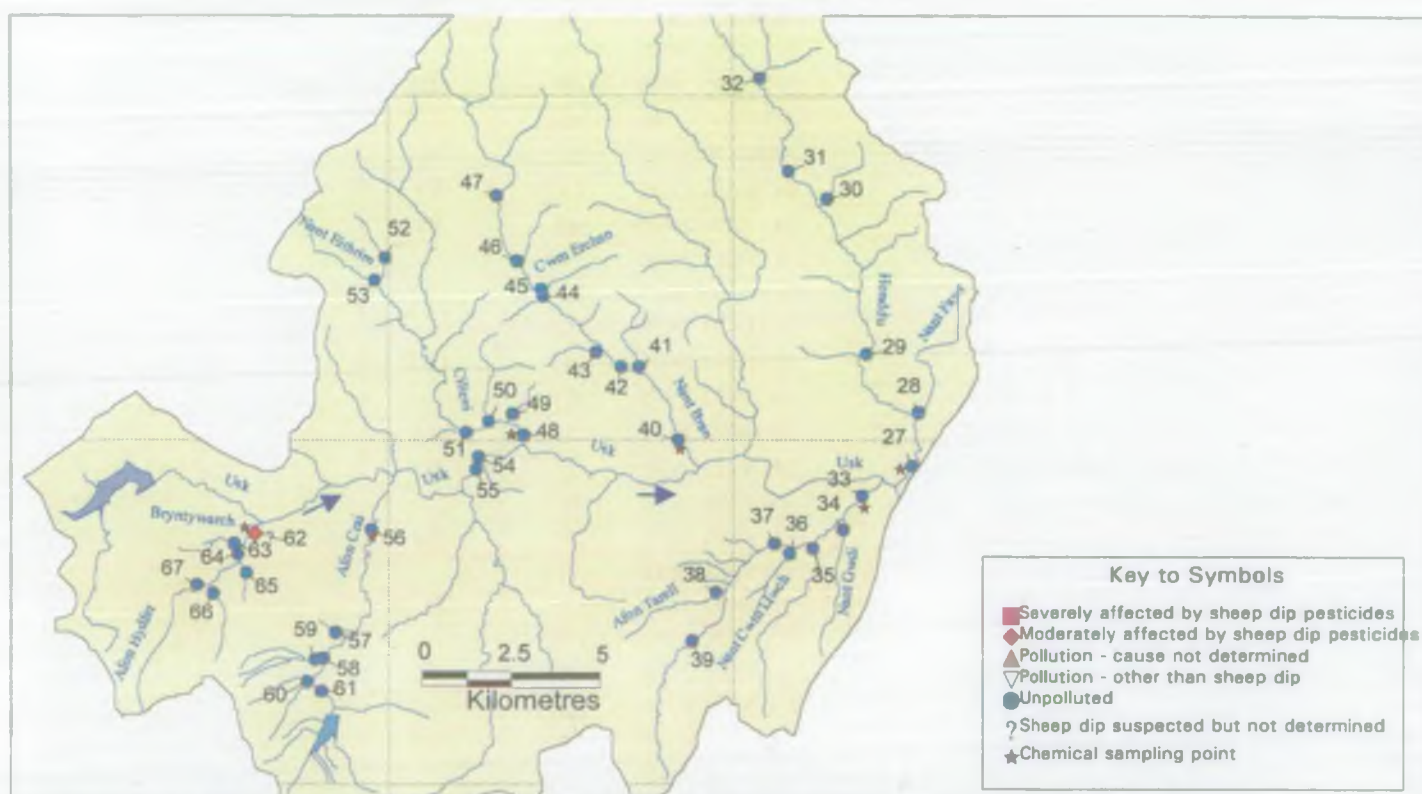 32
31
30
47
52
Cwm Erchan
46
53
45
44
Honddu
29
41
43
42
28
50
49
Cilieni
Nant Bran
40
27
51
48
Usk
54
Usk
55
Usk
33
34
Usk
Bryntywarch
62
Afon Crai
56
37
36
64
63
35
Nant Gwdi
67
65
38
66
Afon Tarell
Nant Cwm Llwch
Afon Hydfer
59
57
39
58
60
61
0
2.5
5
Kilometres
Key to Symbols
Severely affected by sheep dip pesticides
Moderately affected by sheep dip pesticides
Pollution - cause not determined
Pollution - other than sheep dip
Unpolluted
? Sheep dip suspected but not determined
Chemical sampling point